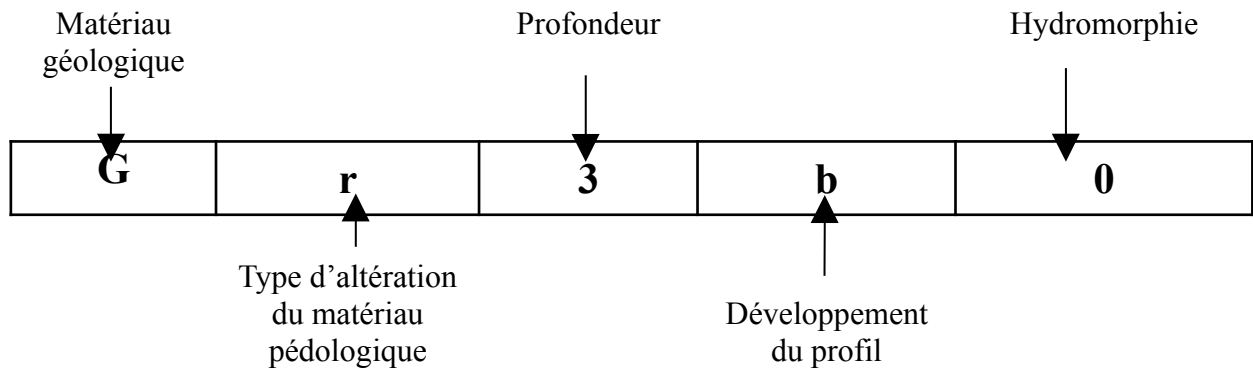 Matériau
géologique
Profondeur
Hydromorphie
G r 3 b 0
Type d’altération
du matériau
pédologique
Développement
du profil